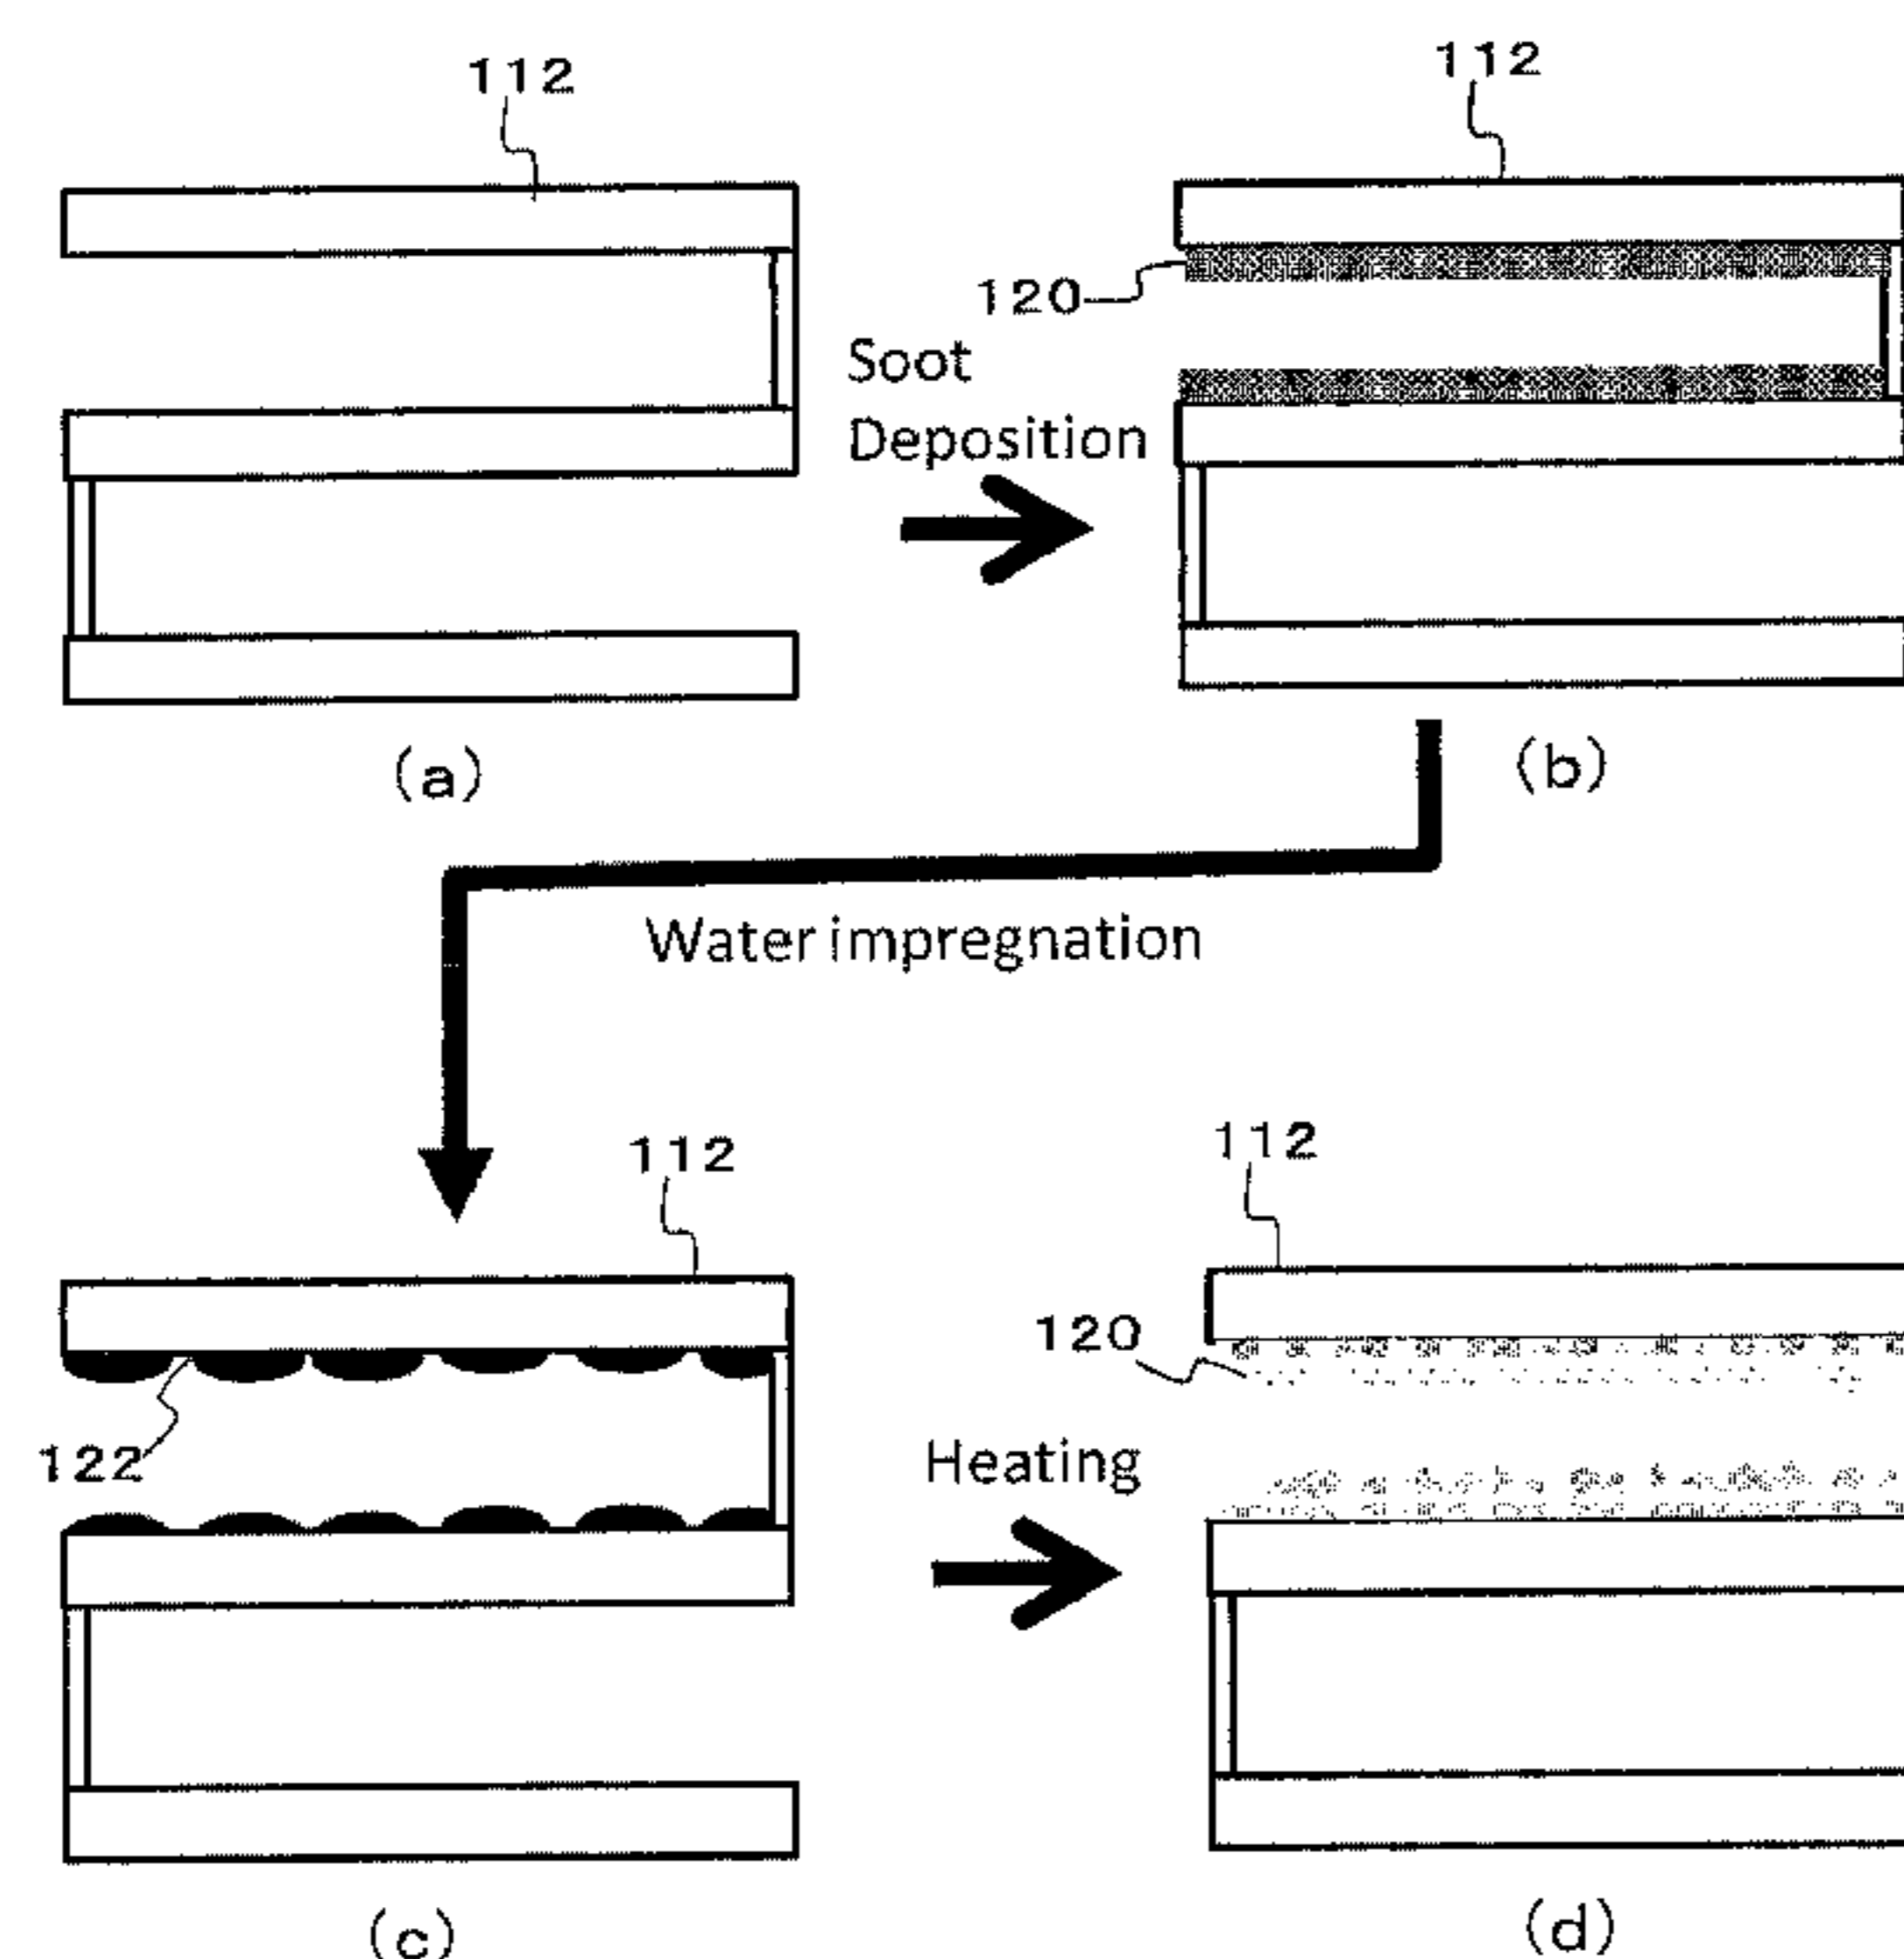 112
112
120
Soot
Deposition
(a)
(b)
Water impregnation
112
112
120
122
Heating
(c)
(d)